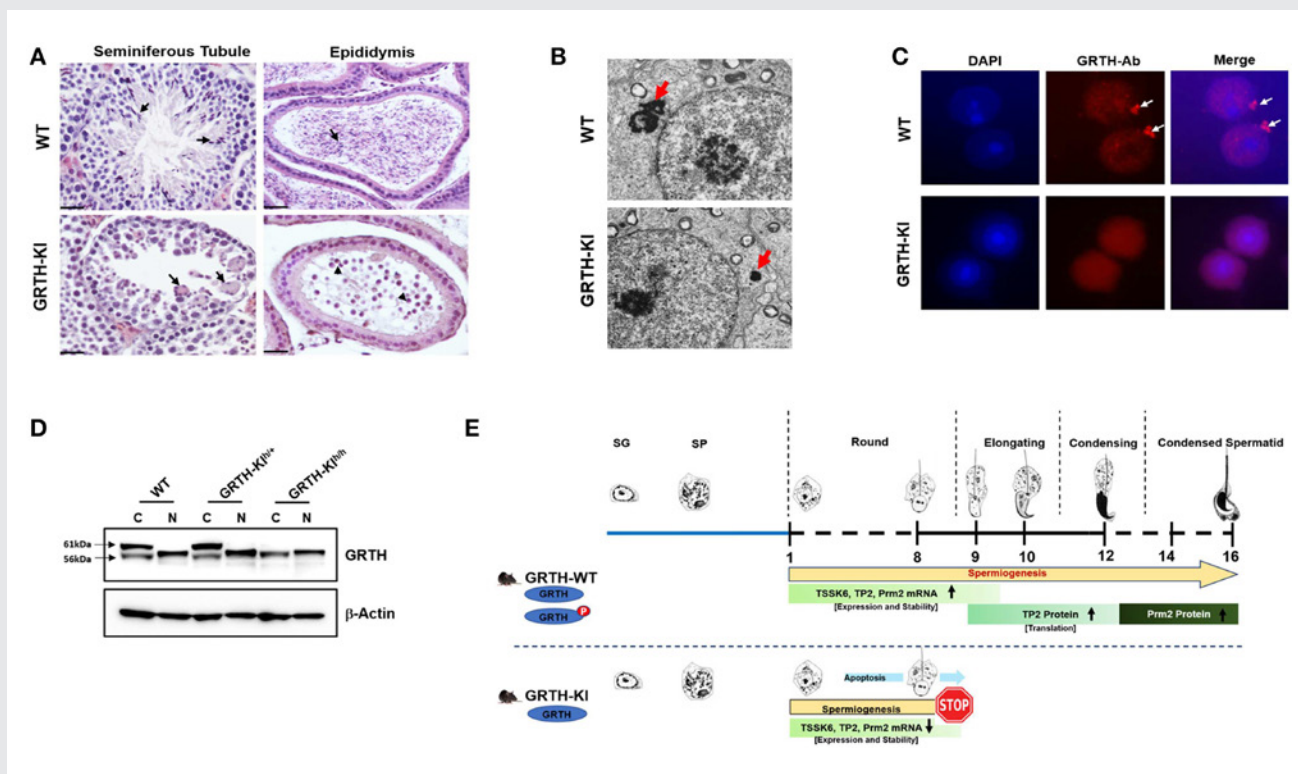 A
Seminiferous Tubule
Epididymis
WT
GRTH-KI
B
WT
GRTH-KI
C
DAPI
GRTH-Ab
Merge
WT
GRTH-KI
D
WT
GRTH-KIh/+
GRTH-KIh/h
C N C N C N
61kDa
56kDa
GRTH
β-Actin
E
SG
SP
Round
Elongating
Condensing
Condensed Spermatid
1 8 9 10 12 14 16
Spermiogenesis
GRTH-WT
GRTH
GRTH P
TSSK6, TP2, Prm2 mRNA
[Expression and Stability]
TP2 Protein
[Translation]
Prm2 Protein
GRTH-KI
GRTH
Apoptosis
Spermiogenesis
STOP
TSSK6, TP2, Prm2 mRNA
[Expression and Stability]